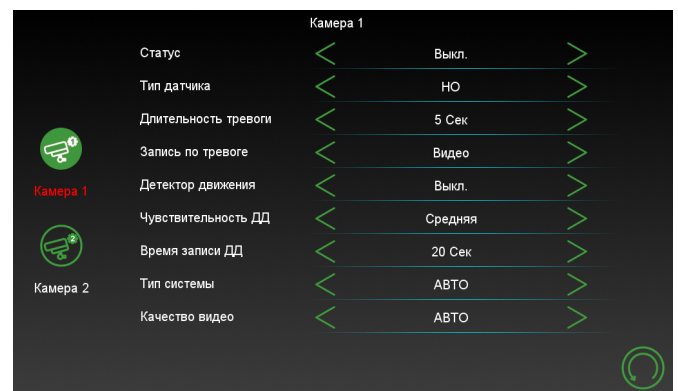 Камера 1
Статус Выкл.
Тип датчика НО
Длительность тревоги 5 Сек
Запись по тревоге Видео
Детектор движения Выкл.
Камера 1
Чувствительность ДД Средняя
Время записи ДД 20 Сек
Тип системы АВТО
Камера 2
Качество видео АВТО